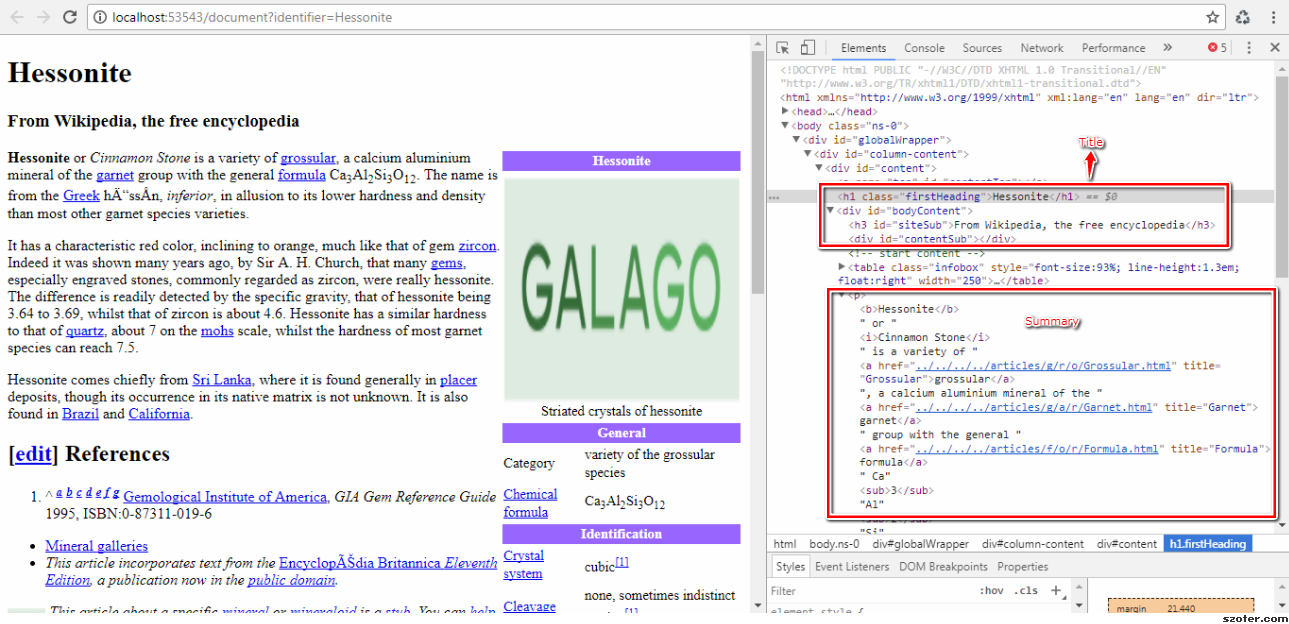 localhost:53543/document?identifier=Hessonite
Hessonite
From Wikipedia, the free encyclopedia
Hessonite or Cinnamon Stone is a variety of grossular, a calcium aluminium
mineral of the garnet group with the general formula Ca3Al2Si3O12. The name is
from the Greek hÄ“ssÅn, inferior, in allusion to its lower hardness and density
than most other garnet species varieties.
It has a characteristic red color, inclining to orange, much like that of gem zircon.
Indeed it was shown many years ago, by Sir A. H. Church, that many gems,
especially engraved stones, commonly regarded as zircon, were really hessonite.
The difference is readily detected by the specific gravity, that of hessonite being
3.64 to 3.69, whilst that of zircon is about 4.6. Hessonite has a similar hardness
to that of quartz, about 7 on the mohs scale, whilst the hardness of most garnet
species can reach 7.5.
Hessonite comes chiefly from Sri Lanka, where it is found generally in placer
deposits, though its occurrence in its native matrix is not unknown. It is also
found in Brazil and California.
[edit] References
1. ^ a b c d e f g Gemological Institute of America, GIA Gem Reference Guide
1995, ISBN:0-87311-019-6
• Mineral galleries
• This article incorporates text from the EncyclopÃŠdia Britannica Eleventh
Edition, a publication now in the public domain.
This article about a specific mineral or mineraloid is a stub. You can help
Hessonite
GALAGO
Striated crystals of hessonite
General
Category variety of the grossular
species
Chemical
formula Ca3Al2Si3O12
Identification
Crystal
system cubic[1]
Cleavage none, sometimes indistinct
[1]
Elements Console Sources Network Performance » 5
<!DOCTYPE html PUBLIC "-//W3C//DTD XHTML 1.0 Transitional//EN"
"http://www.w3.org/TR/xhtml1/DTD/xhtml1-transitional.dtd">
<html xmlns="http://www.w3.org/1999/xhtml" xml:lang="en" lang="en" dir="ltr">
▶<head>…</head>
▼<body class="ns-0">
▼<div id="globalWrapper">
▼<div id="column-content">
▼<div id="content">
Title
<h1 class="firstHeading">Hessonite</h1> == $0
▼<div id="bodyContent">
<h3 id="siteSub">From Wikipedia, the free encyclopedia</h3>
<div id="contentSub"></div>
<!-- start content -->
▶<table class="infobox" style="font-size:93%; line-height:1.3em;
float:right" width="250">…</table>
▼<p>
Summary
<b>Hessonite</b>
" or "
<i>Cinnamon Stone</i>
" is a variety of "
<a href="../../../../articles/g/r/o/Grossular.html" title=
"Grossular">grossular</a>
", a calcium aluminium mineral of the "
<a href="../../../../articles/g/a/r/Garnet.html" title="Garnet">
garnet</a>
" group with the general "
<a href="../../../../articles/f/o/r/Formula.html" title="Formula">
formula</a>
" Ca"
<sub>3</sub>
"Al"
<sub>2</sub>
"Si"
html body.ns-0 div#globalWrapper div#column-content div#content h1.firstHeading
Styles Event Listeners DOM Breakpoints Properties
Filter :hov .cls +
element.style {
margin 21.440
szofer.com